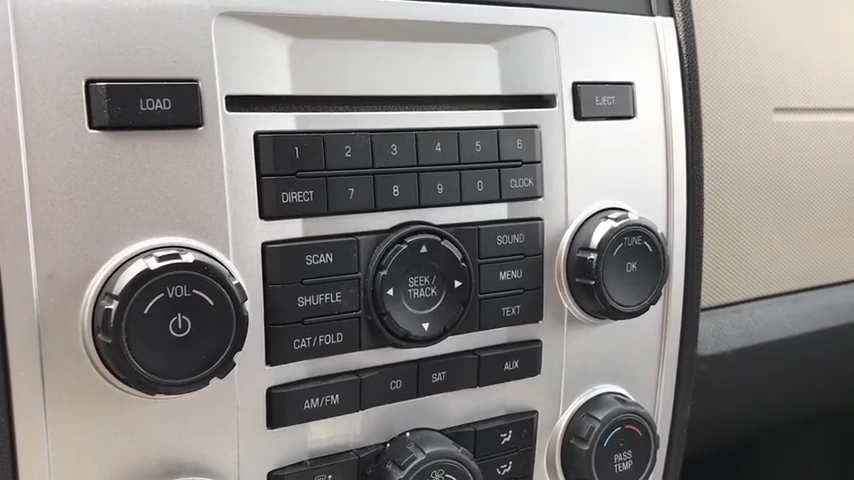 LOAD
EJECT
1 2 3 4 5 6
DIRECT 7 8 9 0 CLOCK
SCAN
SHUFFLE
CAT/FOLD
SEEK/
TRACK
SOUND
MENU
TEXT
VOL
TUNE
OK
AM/FM CD SAT AUX
PASS
TEMP